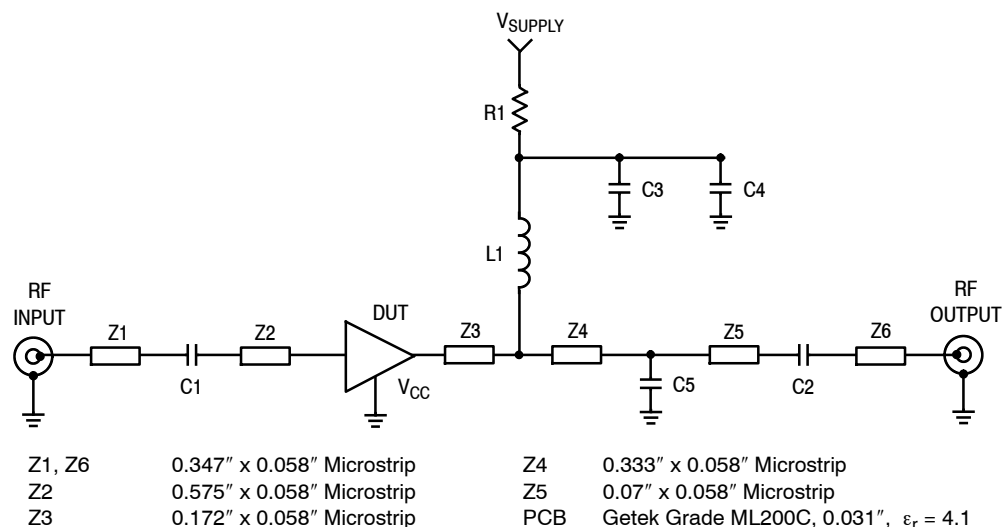 VSUPPLY
R1
C3 C4
L1
RF INPUT
DUT
RF OUTPUT
Z1 Z2 Z3 Z4 Z5 Z6
C1 VCC C5 C2
Z1, Z6 0.347″ x 0.058″ Microstrip
Z2 0.575″ x 0.058″ Microstrip
Z3 0.172″ x 0.058″ Microstrip
Z4 0.333″ x 0.058″ Microstrip
Z5 0.07″ x 0.058″ Microstrip
PCB Getek Grade ML200C, 0.031″, εr = 4.1